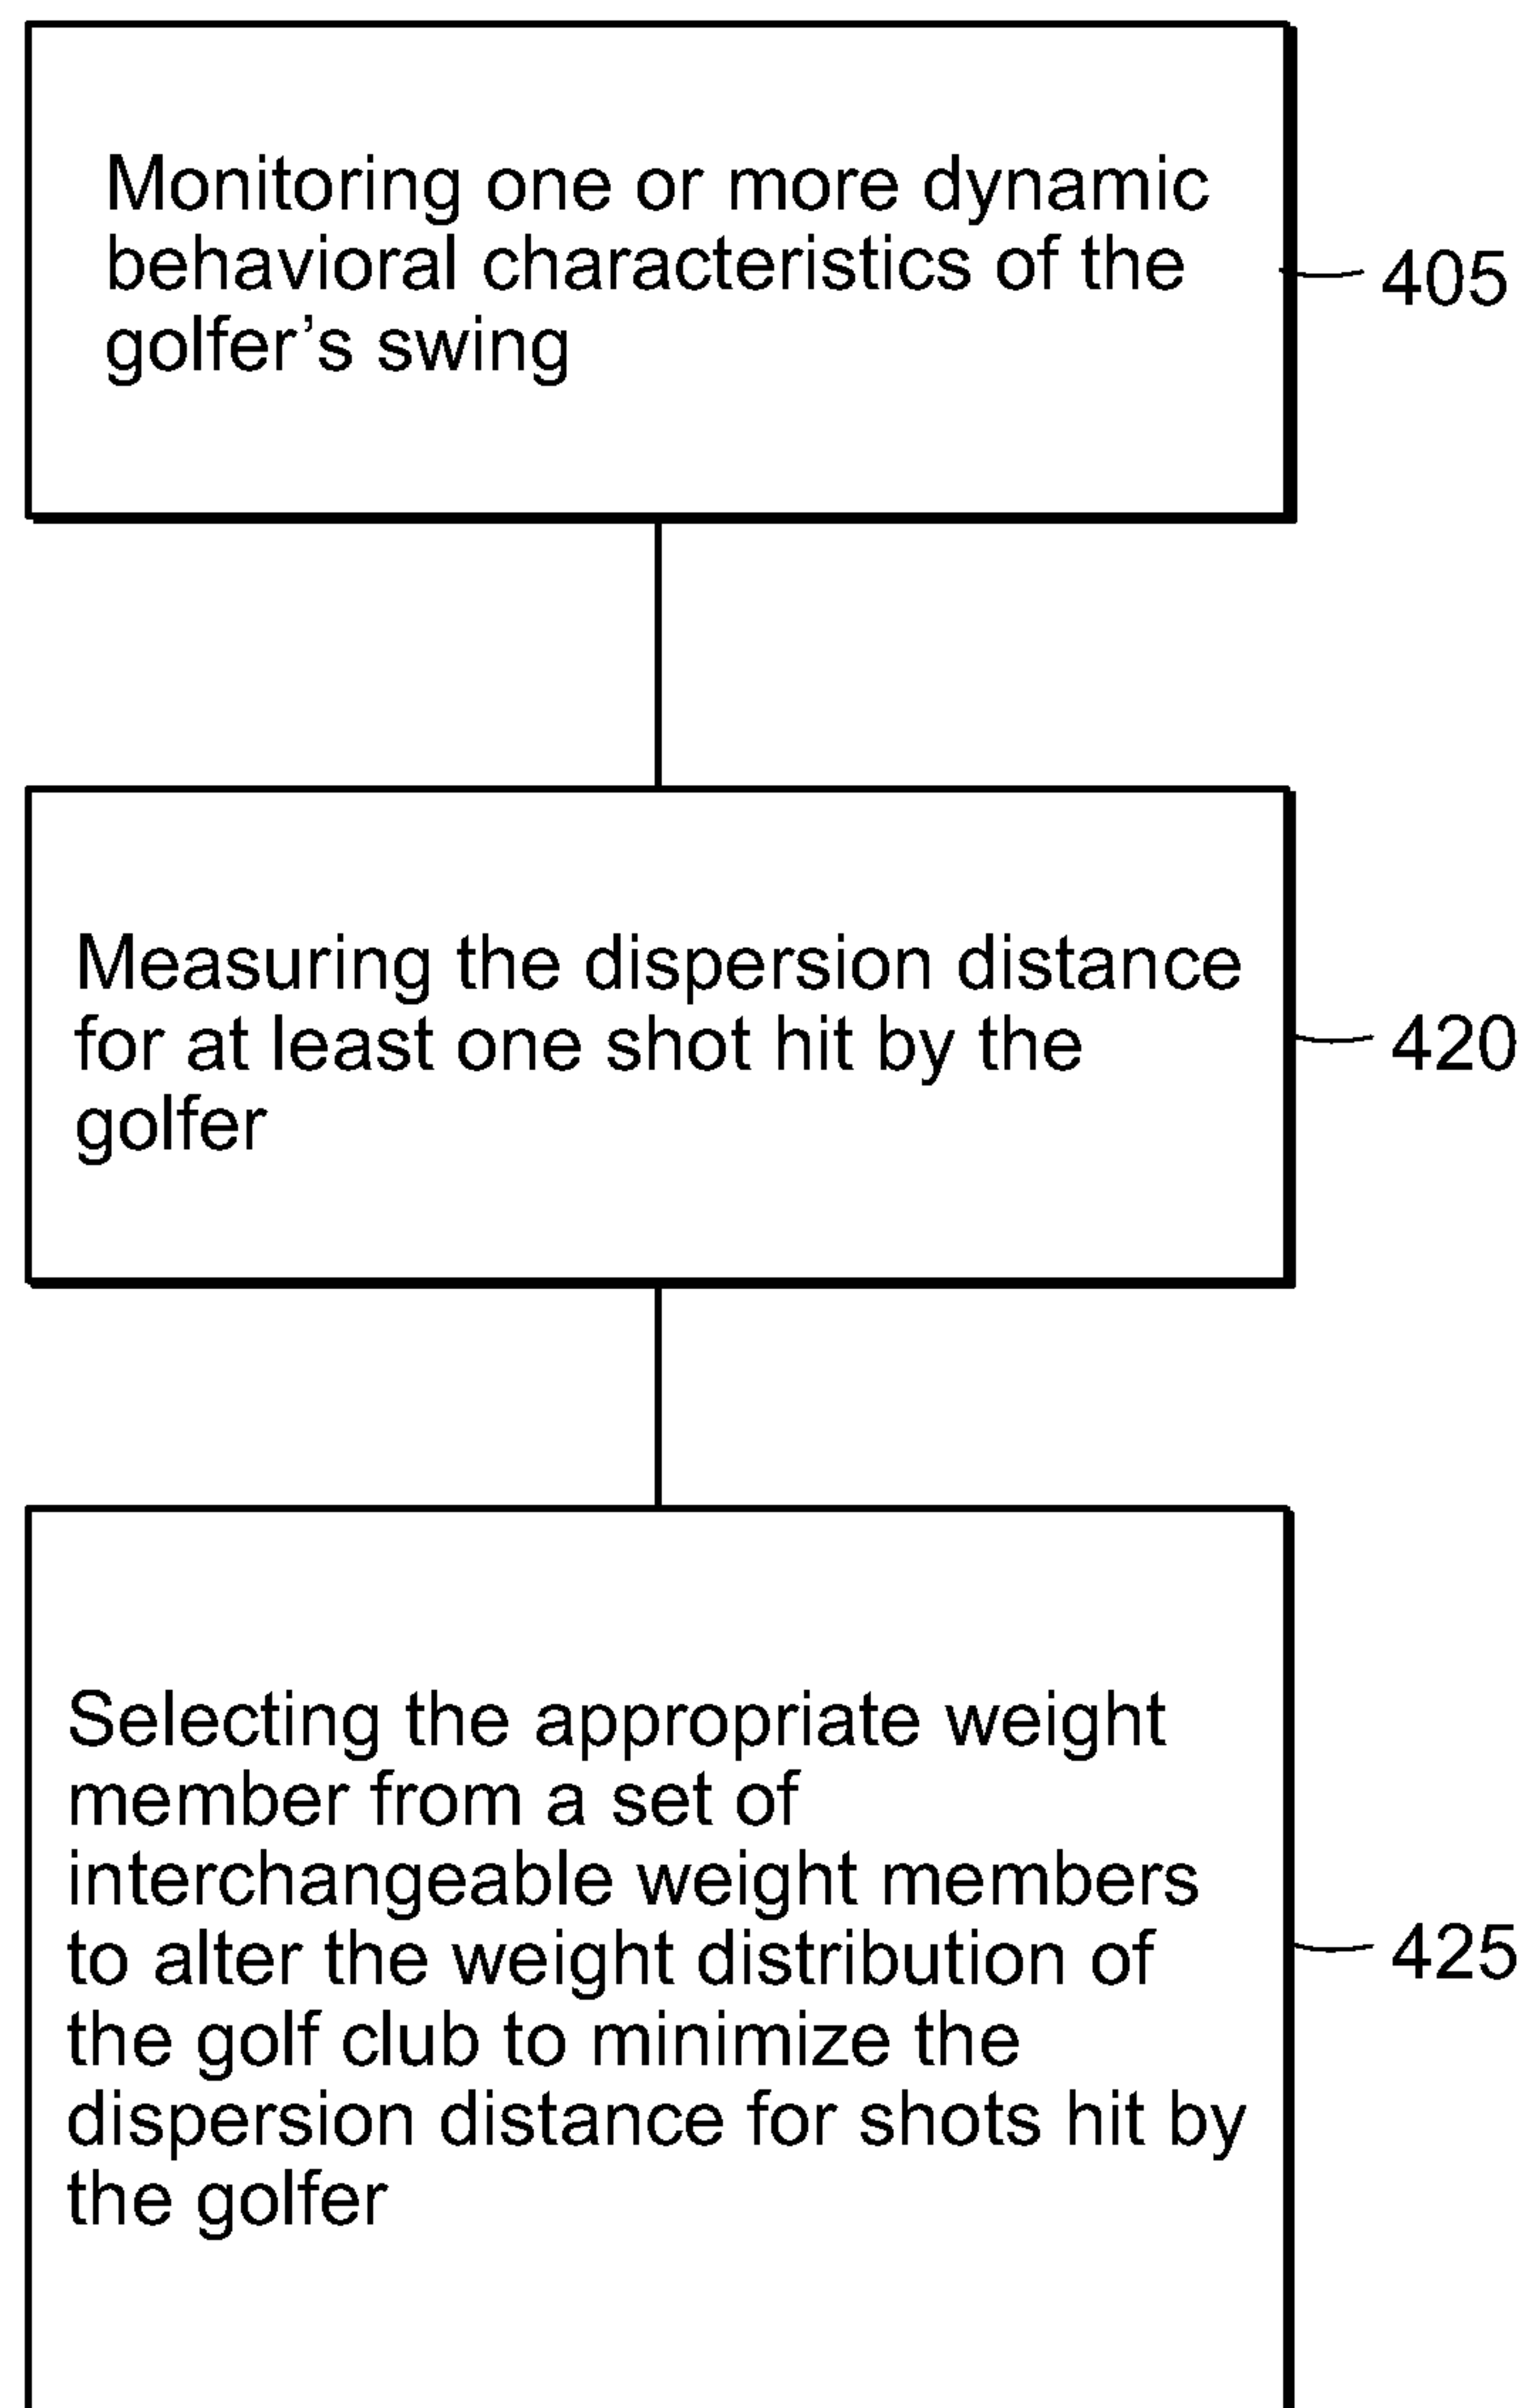 Monitoring one or more dynamic
behavioral characteristics of the
golfer's swing
405
Measuring the dispersion distance
for at least one shot hit by the
golfer
420
Selecting the appropriate weight
member from a set of
interchangeable weight members
to alter the weight distribution of
the golf club to minimize the
dispersion distance for shots hit by
the golfer
425